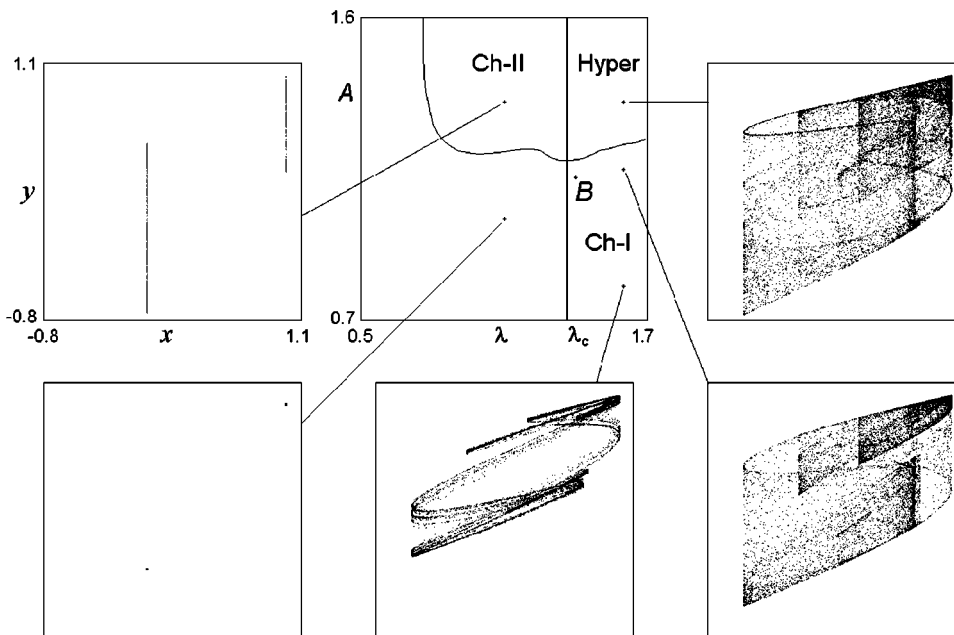 1.6
Ch-II
Hyper
1.1
A
y
B
Ch-I
-0.8
0.7
-0.8
x
1.1
0.5
λ
λc
1.7